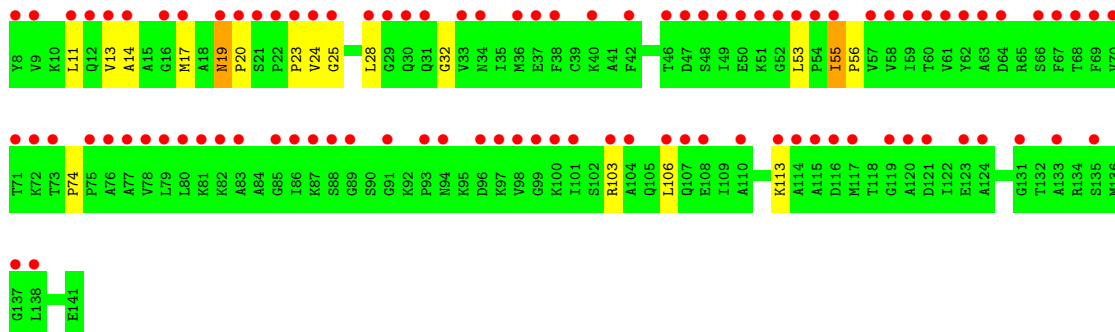 Y8 V9 K10 L11 Q12 V13 A14 A15 G16 M17 A18 N19 P20 S21 P22 P23 V24 G25 L28 G29 Q30 Q31 G32 V33 N34 I35 M36 E37 F38 C39 K40 A41 F42 T46 D47 S48 I49 E50 K51 G52 L53 P54 I55 P56 V57 V58 I59 T60 V61 Y62 A63 D64 R65 S66 F67 T68 F69 V70
T71 K72 T73 P74 P75 A76 A77 V78 L79 L80 K81 K82 A83 A84 G85 I86 K87 S88 G89 S90 G91 K92 P93 N94 K95 D96 K97 V98 G99 K100 I101 S102 R103 A104 Q105 L106 Q107 E108 I109 A110 K113 A114 A115 D116 M117 T118 G119 A120 D121 I122 E123 A124 G131 T132 A133 R134 S135 M136
G137 L138 E141